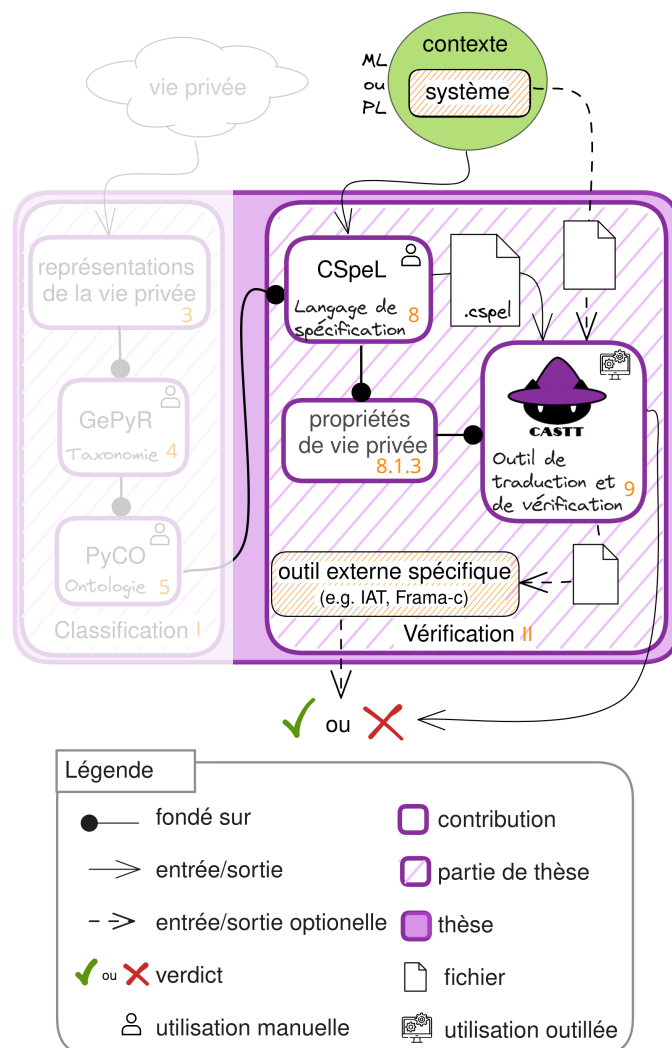 contexte
ML
ou
PL
système
vie privée
représentations
de la vie privée
3
GePyR
Taxonomie 4
PyCO
Ontologie 5
Classification I
CSpeL
Langage de
spécification 8
.cspel
propriétés
de vie privée
8.1.3
CASTT
Outil de
traduction et
de vérification 9
outil externe spécifique
(e.g. IAT, Frama-c)
Vérification II
ou
Légende
fondé sur
entrée/sortie
entrée/sortie optionelle
ou verdict
utilisation manuelle
contribution
partie de thèse
thèse
fichier
utilisation outillée